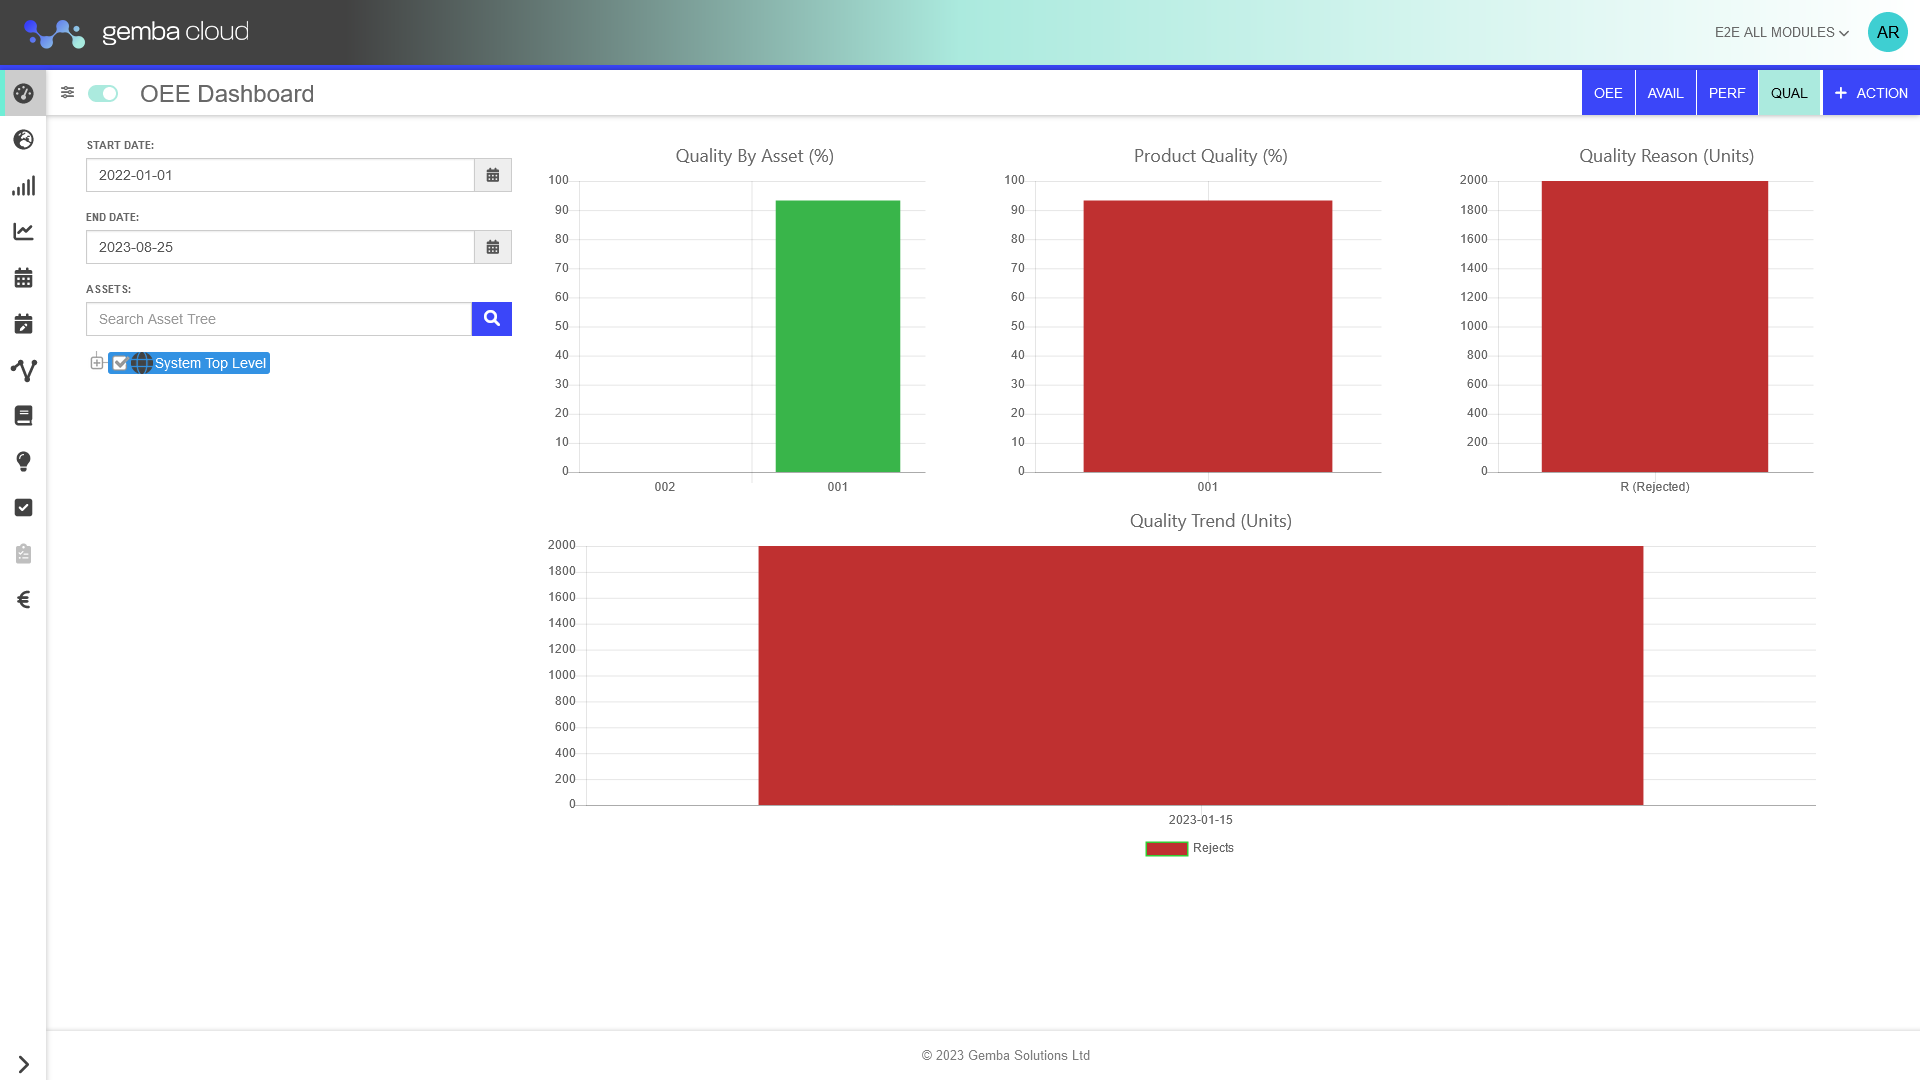 gemba cloud
E2E ALL MODULES
AR
OEE Dashboard
OEE
AVAIL
PERF
QUAL
+ ACTION
START DATE:
2022-01-01
END DATE:
2023-08-25
ASSETS:
Search Asset Tree
System Top Level
Quality By Asset (%)
100
90
80
70
60
50
40
30
20
10
0
002
001
Product Quality (%)
100
90
80
70
60
50
40
30
20
10
0
001
Quality Reason (Units)
2000
1800
1600
1400
1200
1000
800
600
400
200
0
R (Rejected)
Quality Trend (Units)
2000
1800
1600
1400
1200
1000
800
600
400
200
0
2023-01-15
Rejects
€
© 2023 Gemba Solutions Ltd